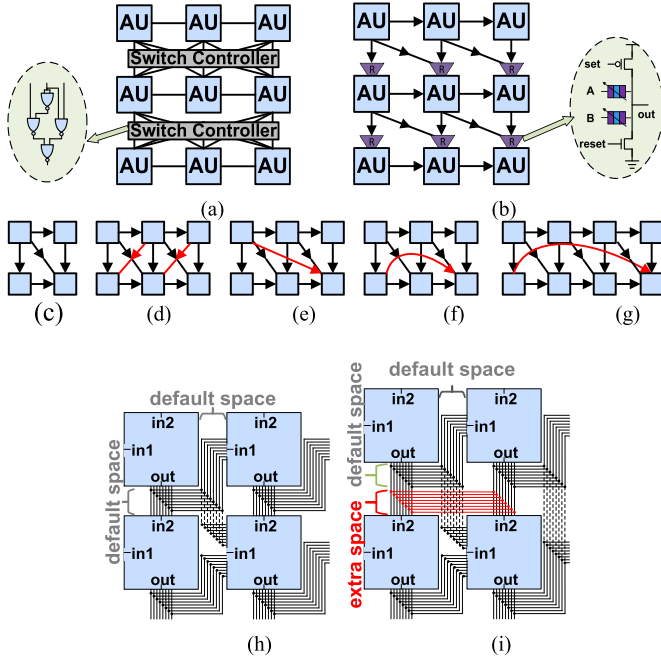 AU AU AU
Switch Controller
AU AU AU
Switch Controller
AU AU AU
(a)
AU AU AU
R R R
AU AU AU
R R R
AU AU AU
(b)
set
A
out
B
reset
(c) (d) (e) (f) (g)
default space
in2 in2
in1 in1
out out
default space
in2 in2
in1 in1
out out
(h)
default space
in2 in2
in1 in1
out out
default space
extra space
in2 in2
in1 in1
out out
(i)